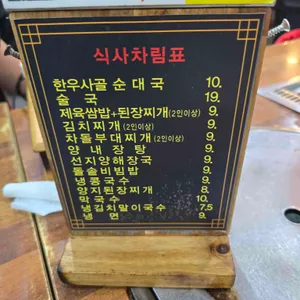 식사차림표
한우사골 순대국 10.
술 국 19.
제육쌈밥+된장찌개(2인이상) 9.
김치찌개(2인이상) 9.
차돌부대찌개(2인이상) 9.
양 내 장 탕 9.
선지양해장국 9.
돌솥비빔밥 9.
냉콩국수 9.
양지된장찌개 8.
막국수 10.
냉김치말이국수 7.5
냉 면 9.